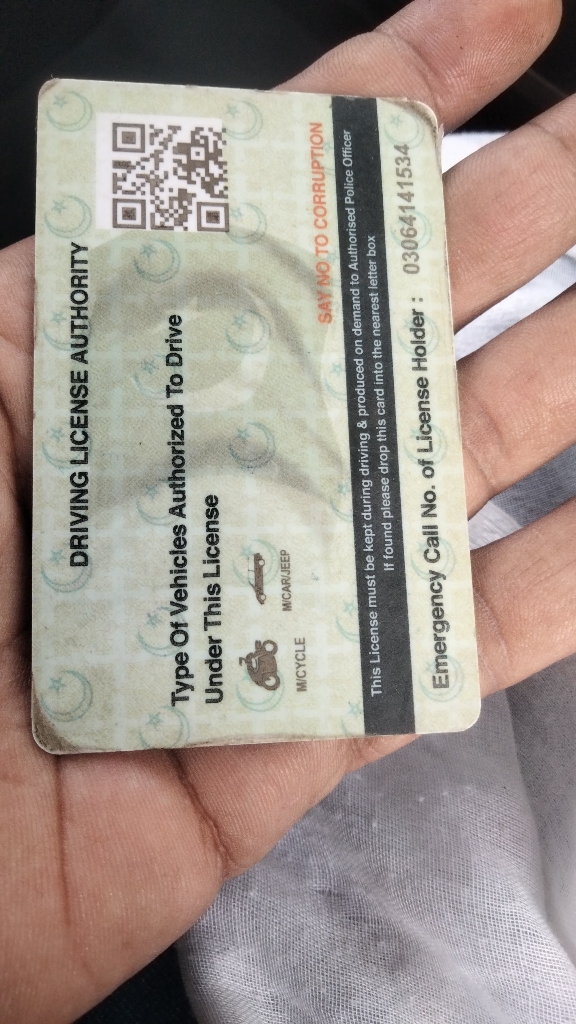 DRIVING LICENSE AUTHORITY
Type Of Vehicles Authorized To Drive
Under This License
M/CYCLE M/CAR/JEEP
SAY NO TO CORRUPTION
This License must be kept during driving & produced on demand to Authorised Police Officer
If found please drop this card into the nearest letter box
Emergency Call No. of License Holder : 03064141534